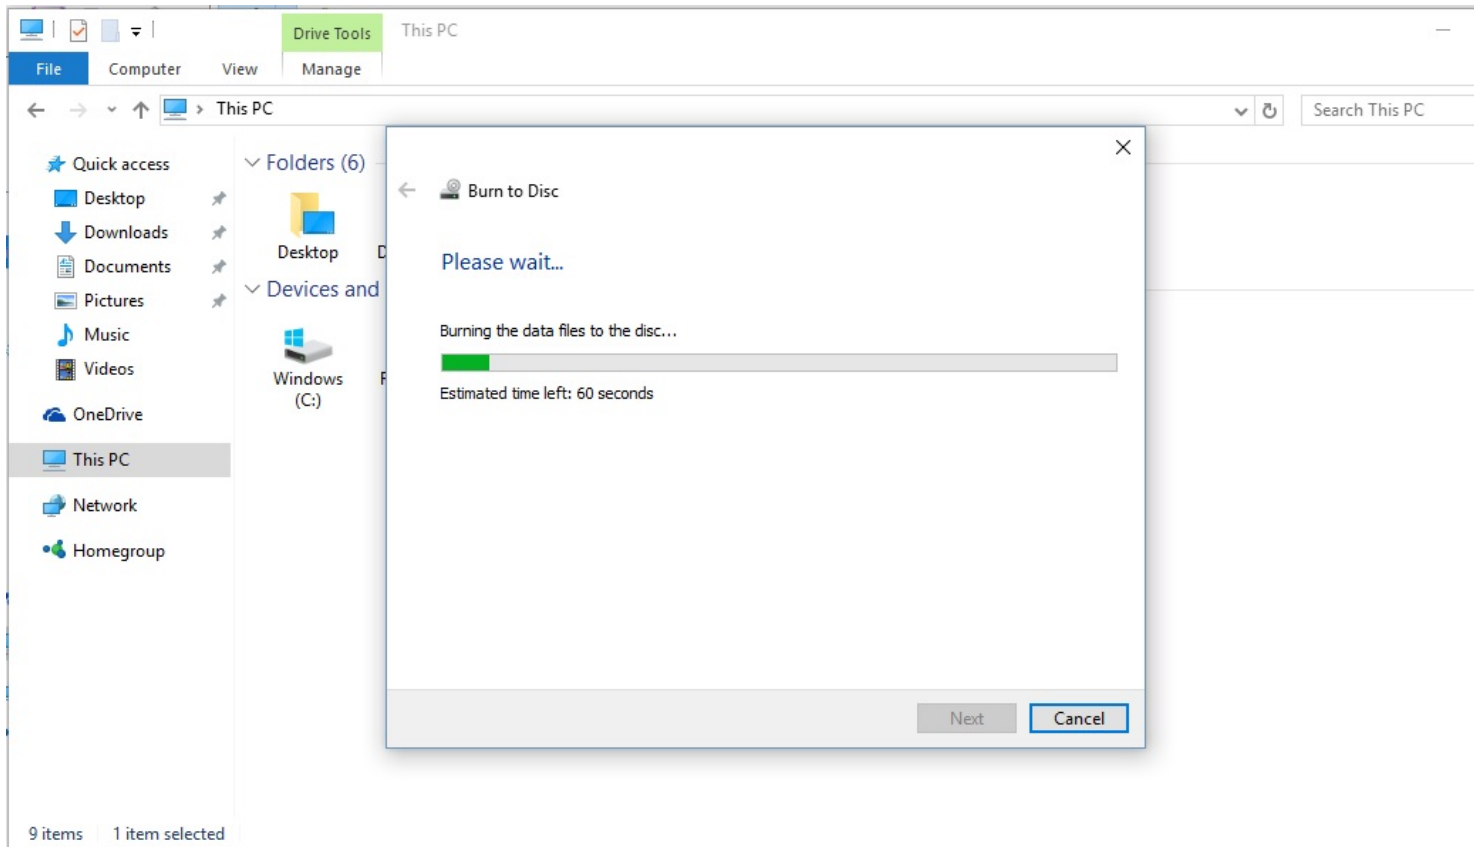 Drive Tools
This PC
File
Computer
View
Manage
This PC
Search This PC
Quick access
Desktop
Downloads
Documents
Pictures
Music
Videos
OneDrive
This PC
Network
Homegroup
Folders (6)
Desktop
D
Devices and
Windows
(C:)
Burn to Disc
Please wait...
Burning the data files to the disc...
Estimated time left: 60 seconds
Next
Cancel
9 items
1 item selected